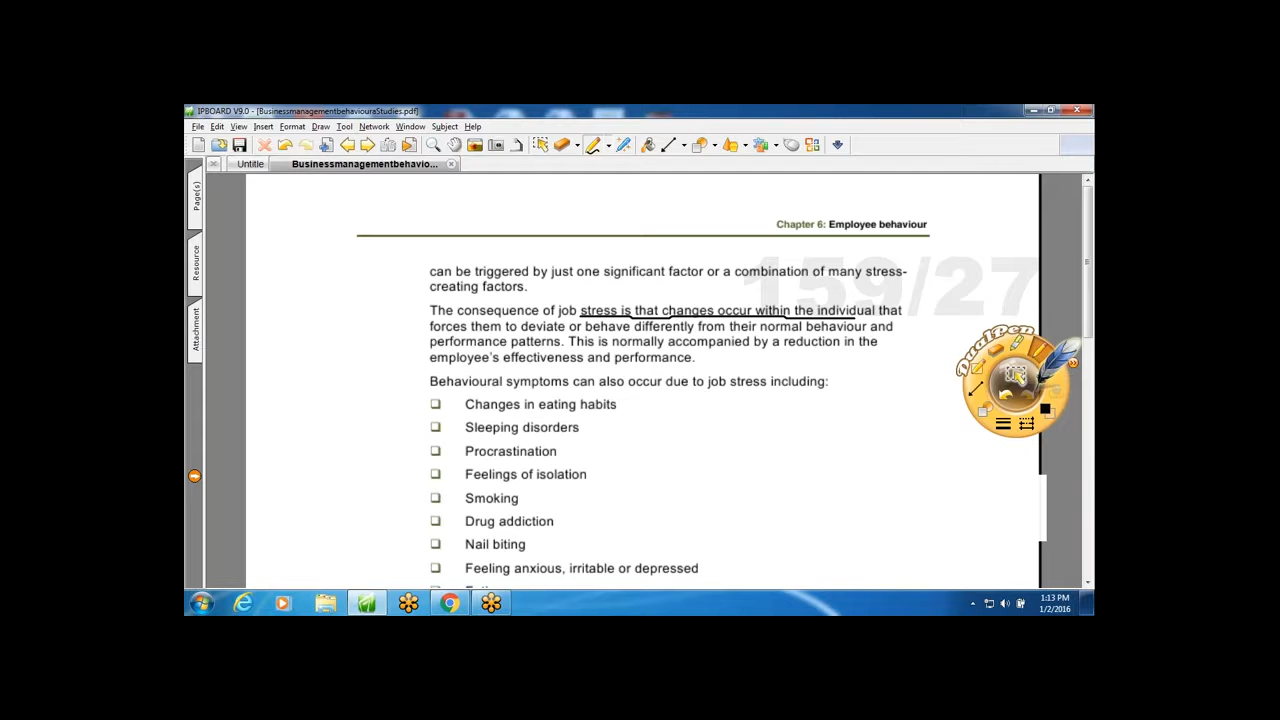 IPBOARD V9.0 - [BusinessmanagementbehaviouraStudies.pdf]
File Edit View Insert Format Draw Tool Network Window Subject Help
Untitle Businessmanagementbehavio...
Page(s)
Resource
Attachment
Chapter 6: Employee behaviour
159/27
can be triggered by just one significant factor or a combination of many stress-
creating factors.
The consequence of job stress is that changes occur within the individual that
forces them to deviate or behave differently from their normal behaviour and
performance patterns. This is normally accompanied by a reduction in the
employee's effectiveness and performance.
Behavioural symptoms can also occur due to job stress including:
❑ Changes in eating habits
❑ Sleeping disorders
❑ Procrastination
❑ Feelings of isolation
❑ Smoking
❑ Drug addiction
❑ Nail biting
❑ Feeling anxious, irritable or depressed
DualPen
1:13 PM
1/2/2016